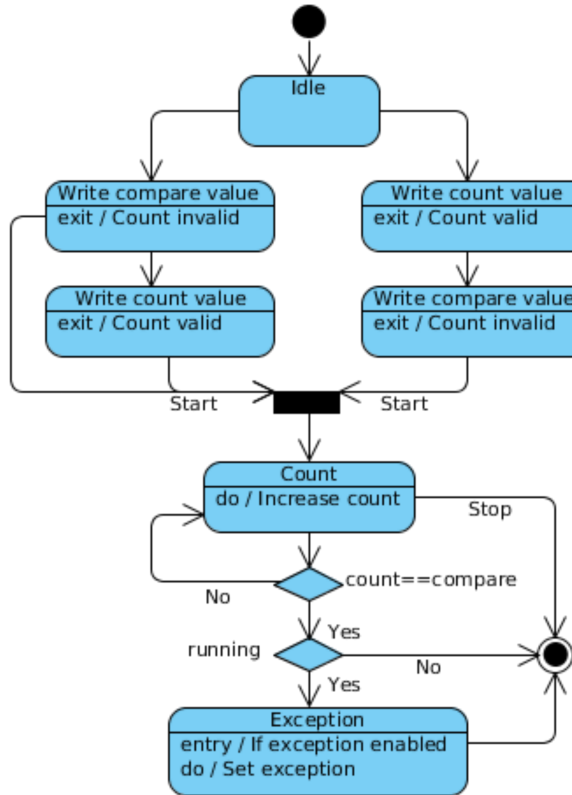 Idle
Write compare value
exit / Count invalid
Write count value
exit / Count valid
Write count value
exit / Count valid
Write compare value
exit / Count invalid
Start
Start
Count
do / Increase count
Stop
count==compare
No
Yes
running
No
Yes
Exception
entry / If exception enabled
do / Set exception